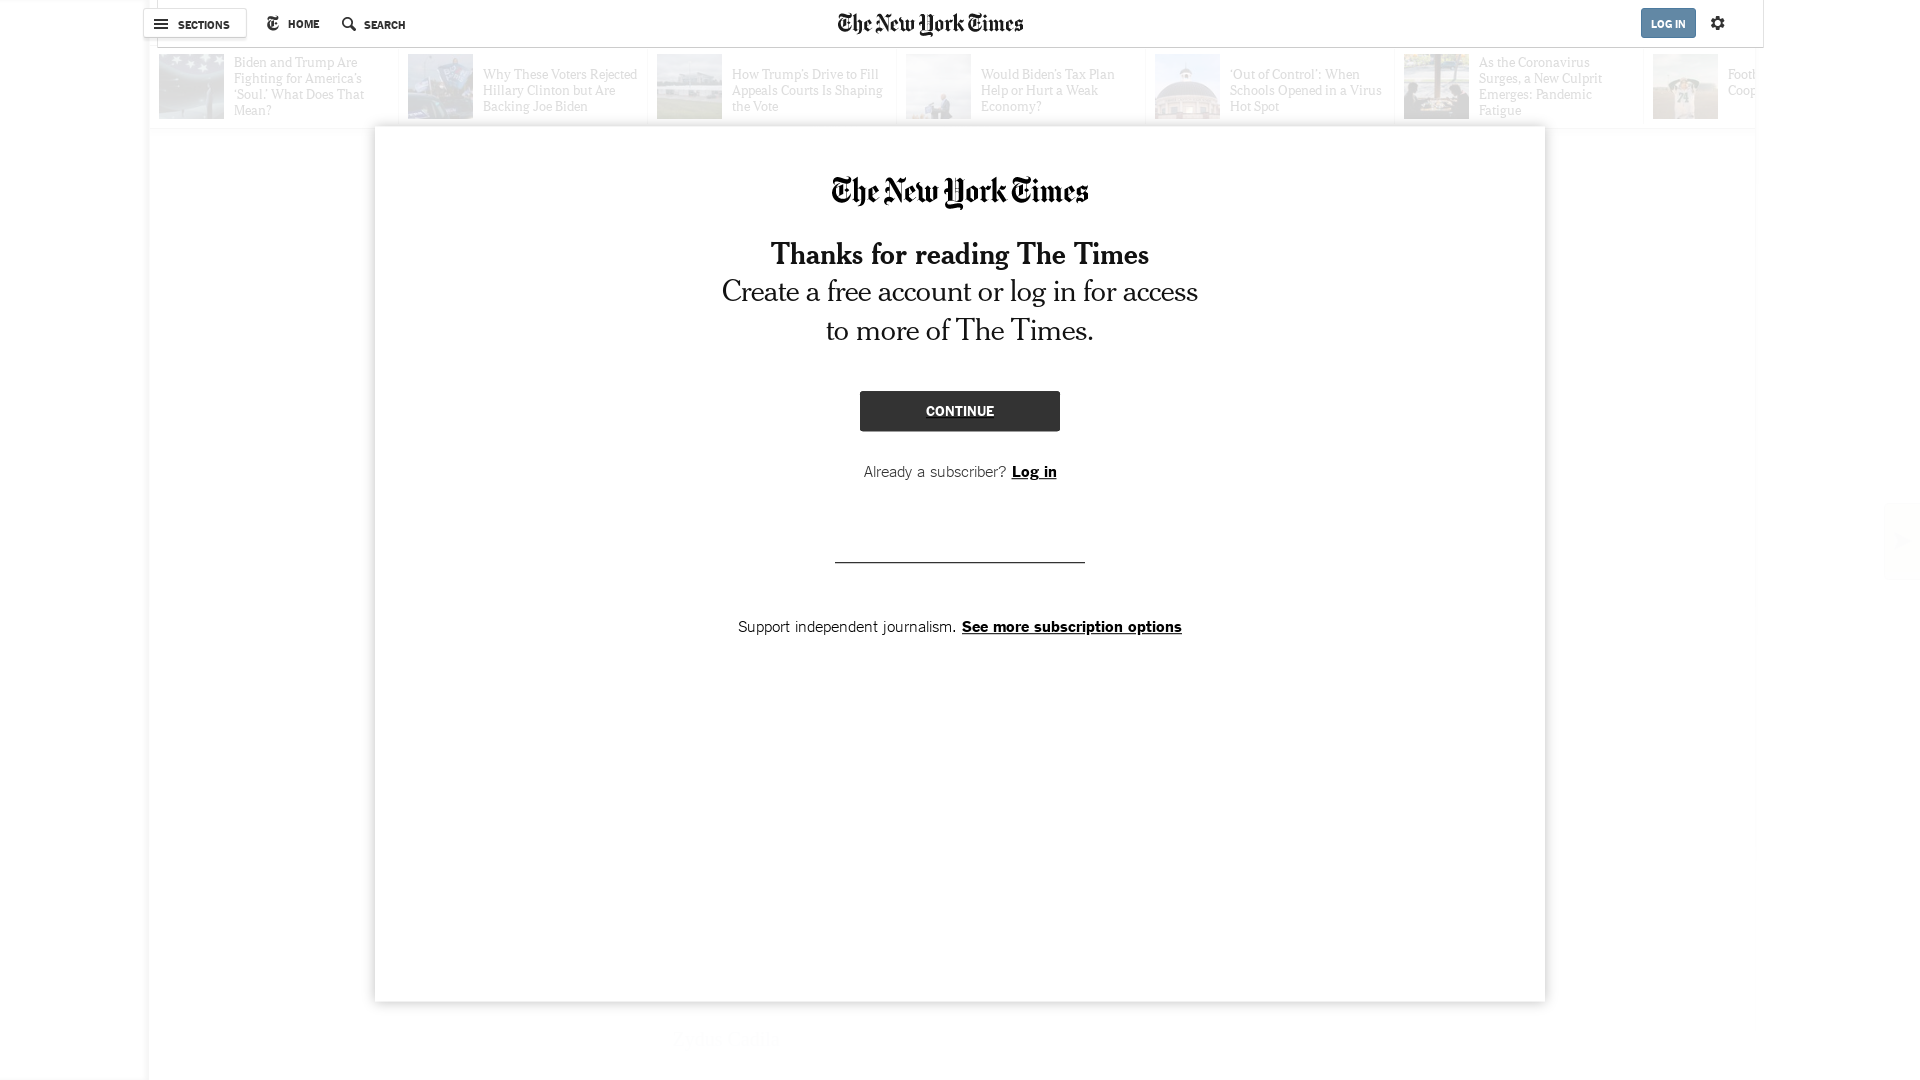 SECTIONS
HOME
SEARCH
The New York Times
LOG IN
Biden and Trump Are
Fighting for America's
'Soul.' What Does That
Mean?
Why These Voters Rejected
Hillary Clinton but Are
Backing Joe Biden
How Trump's Drive to Fill
Appeals Courts Is Shaping
the Vote
Would Biden's Tax Plan
Help or Hurt a Weak
Economy?
'Out of Control': When
Schools Opened in a Virus
Hot Spot
As the Coronavirus
Surges, a New Culprit
Emerges: Pandemic
Fatigue
The New York Times
Thanks for reading The Times
Create a free account or log in for access
to more of The Times.
CONTINUE
Already a subscriber? Log in
Support independent journalism. See more subscription options